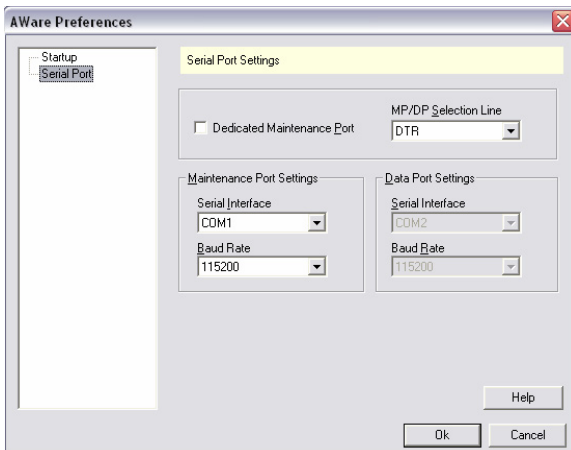 AWare Preferences
Startup
Serial Port
Serial Port Settings
Dedicated Maintenance Port
MP/DP Selection Line
DTR
Maintenance Port Settings
Serial Interface
COM1
Baud Rate
115200
Data Port Settings
Serial Interface
COM2
Baud Rate
115200
Help
Ok
Cancel